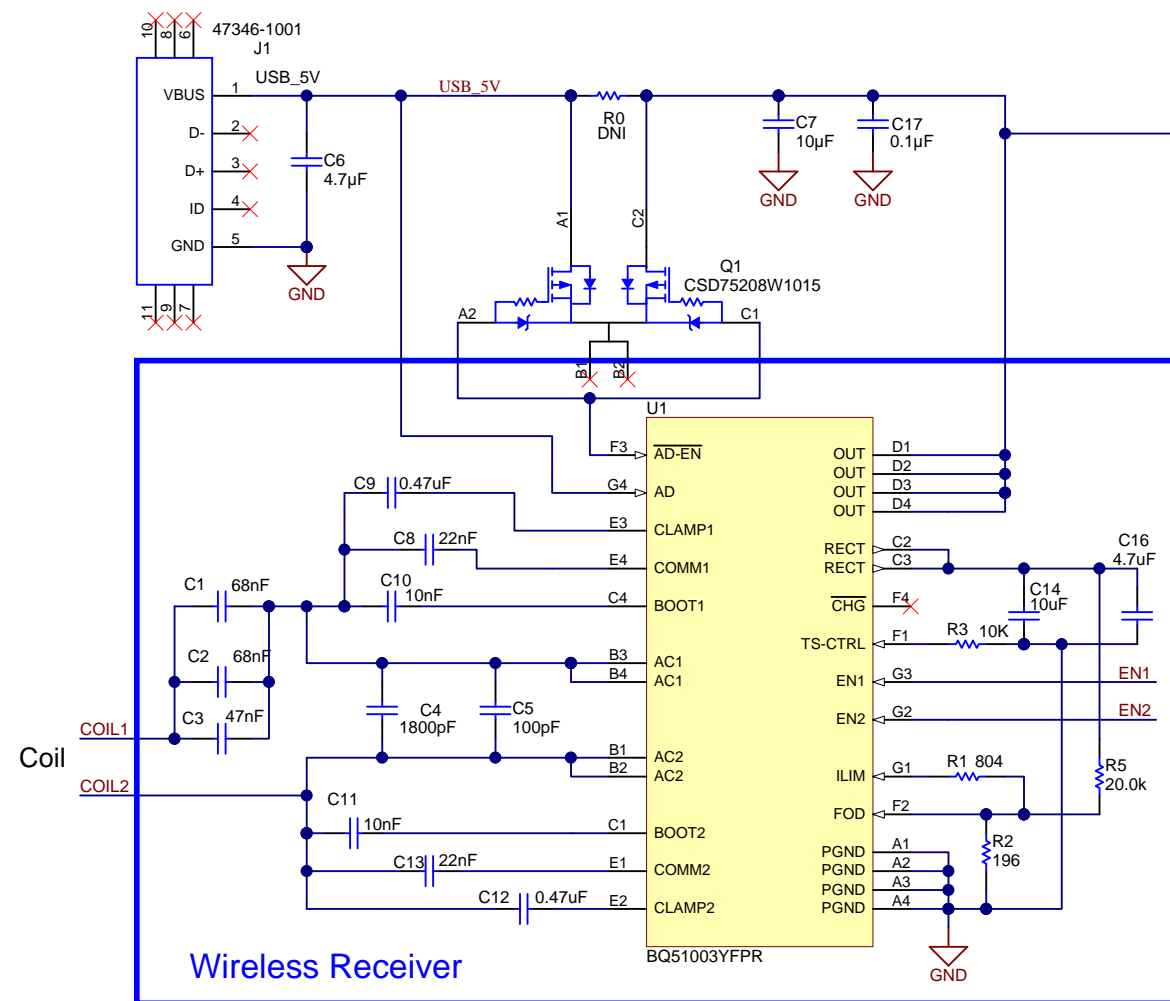 47346-1001
J1
10
8
6
VBUS 1 USB_5V
D- 2
D+ 3
ID 4
GND 5
11
9
7
C6
4.7µF
GND
USB_5V
R0
DNI
C7
10µF
GND
C17
0.1µF
GND
A1
C2
Q1
CSD75208W1015
A2
C1
B1
B2
U1
F3 AD-EN
G4 AD
E3 CLAMP1
E4 COMM1
C4 BOOT1
B3 AC1
B4 AC1
B1 AC2
B2 AC2
C1 BOOT2
E1 COMM2
E2 CLAMP2
OUT D1
OUT D2
OUT D3
OUT D4
RECT C2
RECT C3
CHG F4
TS-CTRL F1
EN1 G3
EN2 G2
ILIM G1
FOD F2
PGND A1
PGND A2
PGND A3
PGND A4
BQ51003YFPR
C9 0.47uF
C8 22nF
C10
10nF
C1 68nF
C2 68nF
C3 47nF
C4
1800pF
C5
100pF
COIL1
Coil
COIL2
C11
10nF
C13 22nF
C12 0.47uF
C16
4.7uF
C14
10uF
R3 10K
EN1
EN2
R1 804
R5
20.0k
R2
196
GND
Wireless Receiver